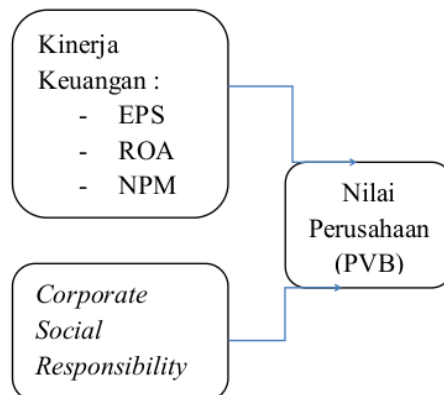 Kinerja
Keuangan :
- EPS
- ROA
- NPM
Nilai
Perusahaan
(PVB)
Corporate
Social
Responsibility